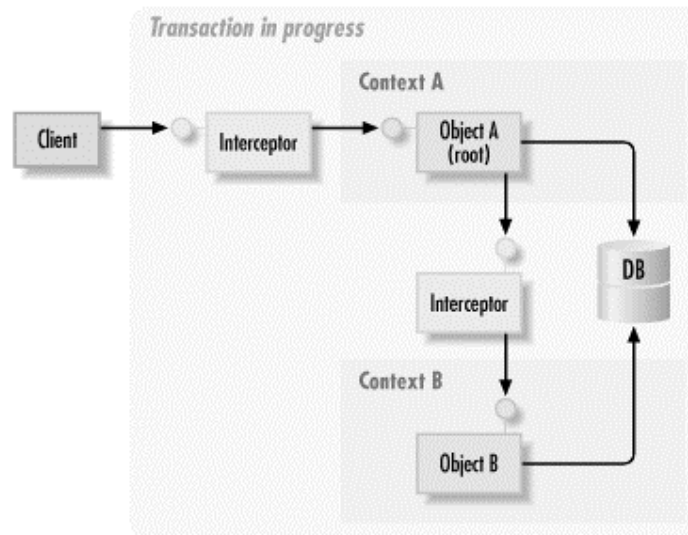 Transaction in progress
Context A
Client
Interceptor
Object A
(root)
DB
Interceptor
Context B
Object B